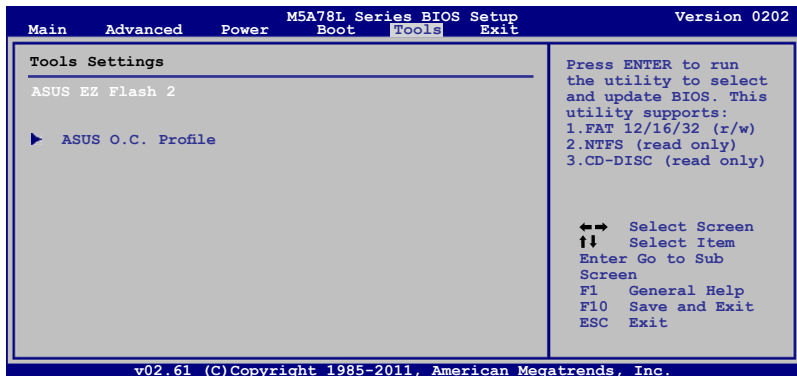 M5A78L Series BIOS Setup Version 0202
Main Advanced Power Boot Tools Exit
Tools Settings
ASUS EZ Flash 2
ASUS O.C. Profile
Press ENTER to run
the utility to select
and update BIOS. This
utility supports:
1.FAT 12/16/32 (r/w)
2.NTFS (read only)
3.CD-DISC (read only)
←→ Select Screen
↑↓ Select Item
Enter Go to Sub
Screen
F1 General Help
F10 Save and Exit
ESC Exit
v02.61 (C)Copyright 1985-2011, American Megatrends, Inc.